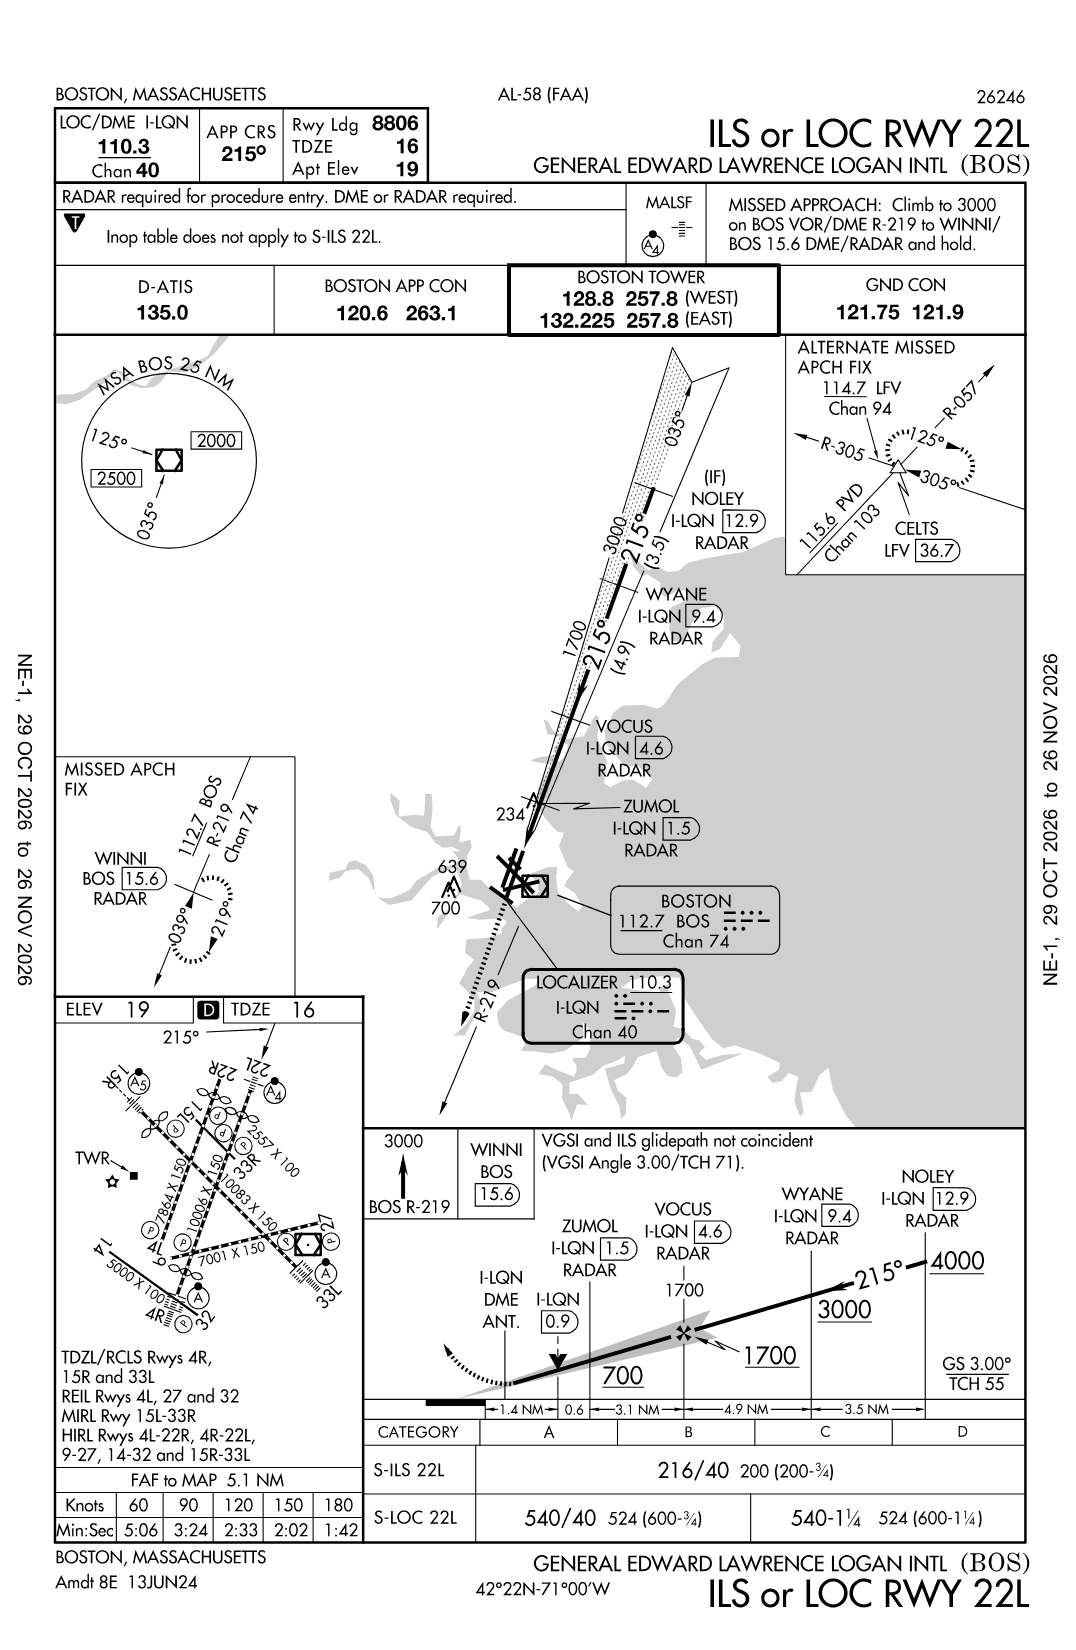 BOSTON, MASSACHUSETTS
AL-58 (FAA)
26246
LOC/DME I-LQN
110.3
Chan 40
APP CRS
215°
Rwy Ldg 8806
TDZE 16
Apt Elev 19
ILS or LOC RWY 22L
GENERAL EDWARD LAWRENCE LOGAN INTL (BOS)
RADAR required for procedure entry. DME or RADAR required.
T
Inop table does not apply to S-ILS 22L.
MALSF
A4
MISSED APPROACH: Climb to 3000
on BOS VOR/DME R-219 to WINNI/
BOS 15.6 DME/RADAR and hold.
D-ATIS
135.0
BOSTON APP CON
120.6 263.1
BOSTON TOWER
128.8 257.8 (WEST)
132.225 257.8 (EAST)
GND CON
121.75 121.9
MSA BOS 25 NM
125°
2000
2500
035°
ALTERNATE MISSED
APCH FIX
114.7 LFV
Chan 94
R-057
R-305
125°
305°
115.6 PVD
Chan 103
CELTS
LFV 36.7
035°
(IF)
NOLEY
I-LQN 12.9
RADAR
3000
215°
(3.5)
WYANE
I-LQN 9.4
RADAR
1700
215°
(4.9)
VOCUS
I-LQN 4.6
RADAR
234
ZUMOL
I-LQN 1.5
RADAR
639
700
BOSTON
112.7 BOS
Chan 74
LOCALIZER 110.3
I-LQN
Chan 40
R-219
MISSED APCH
FIX
112.7 BOS
R-219
Chan 74
WINNI
BOS 15.6
RADAR
039°
219°
NE-1, 29 OCT 2026 to 26 NOV 2026
NE-1, 29 OCT 2026 to 26 NOV 2026
ELEV 19
D
TDZE 16
215°
15R
A5
22R
22L
A4
15L
P
P
P
P
2557 X 100
33R
TWR
7864 X 150
10006 X 150
10083 X 150
P
4L
P
9
7001 X 150
27
P
P
14
5000 X 100
A
A
33L
4R
P
32
TDZL/RCLS Rwys 4R,
15R and 33L
REIL Rwys 4L, 27 and 32
MIRL Rwy 15L-33R
HIRL Rwys 4L-22R, 4R-22L,
9-27, 14-32 and 15R-33L
FAF to MAP 5.1 NM
Knots 60 90 120 150 180
Min:Sec 5:06 3:24 2:33 2:02 1:42
3000
BOS R-219
WINNI
BOS
15.6
VGSI and ILS glidepath not coincident
(VGSI Angle 3.00/TCH 71).
NOLEY
I-LQN 12.9
RADAR
WYANE
I-LQN 9.4
RADAR
VOCUS
I-LQN 4.6
RADAR
1700
ZUMOL
I-LQN 1.5
RADAR
I-LQN
DME
ANT.
I-LQN
0.9
215°
4000
3000
1700
700
GS 3.00°
TCH 55
1.4 NM 0.6 3.1 NM 4.9 NM 3.5 NM
CATEGORY A B C D
S-ILS 22L 216/40 200 (200-¾)
S-LOC 22L 540/40 524 (600-¾) 540-1¼ 524 (600-1¼)
BOSTON, MASSACHUSETTS
Amdt 8E 13JUN24
42°22'N-71°00'W
GENERAL EDWARD LAWRENCE LOGAN INTL (BOS)
ILS or LOC RWY 22L